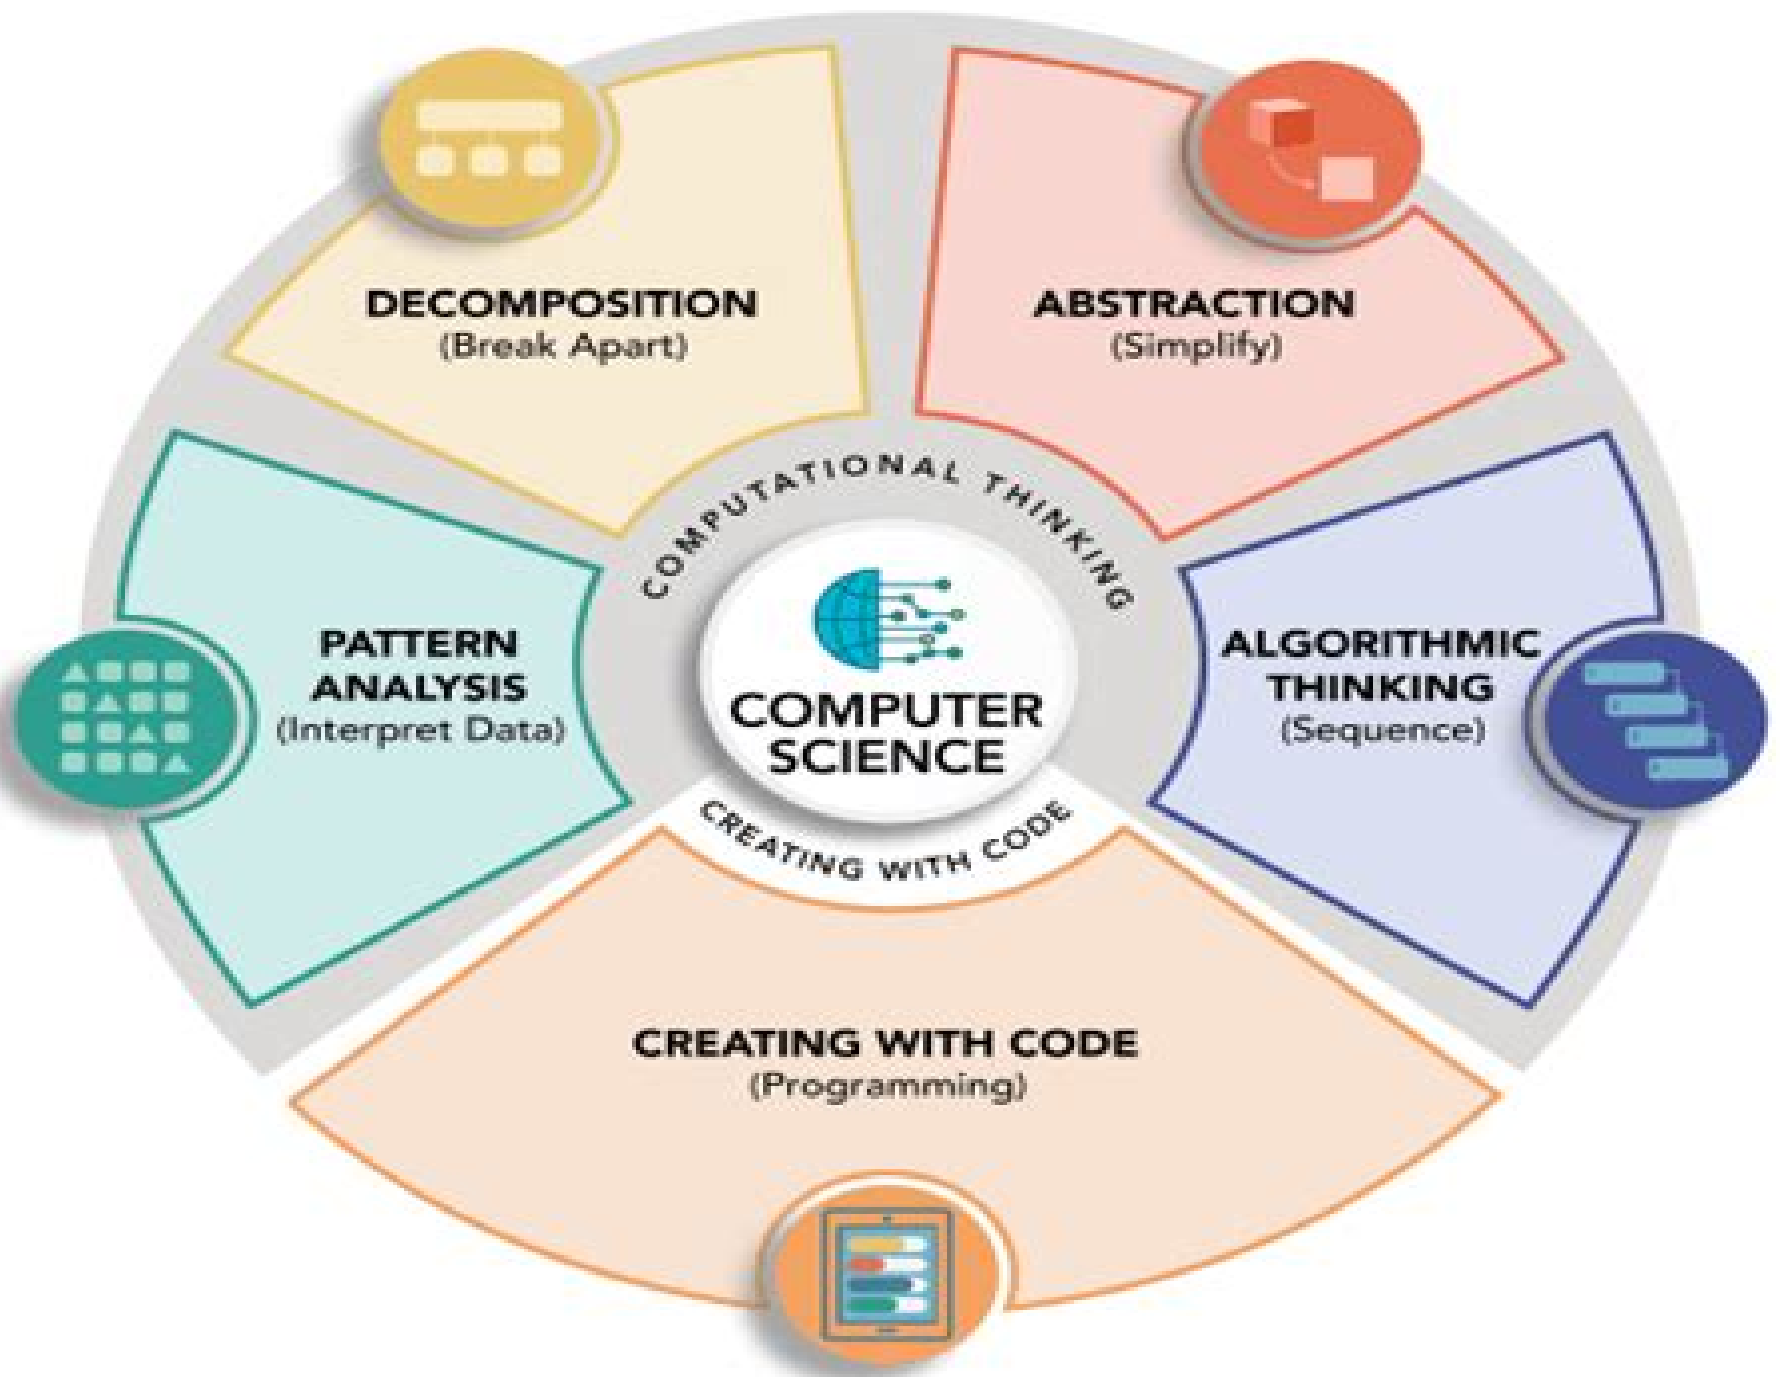 DECOMPOSITION
(Break Apart)
ABSTRACTION
(Simplify)
COMPUTATIONAL THINKING
PATTERN
ANALYSIS
(Interpret Data)
COMPUTER
SCIENCE
ALGORITHMIC
THINKING
(Sequence)
CREATING WITH CODE
CREATING WITH CODE
(Programming)